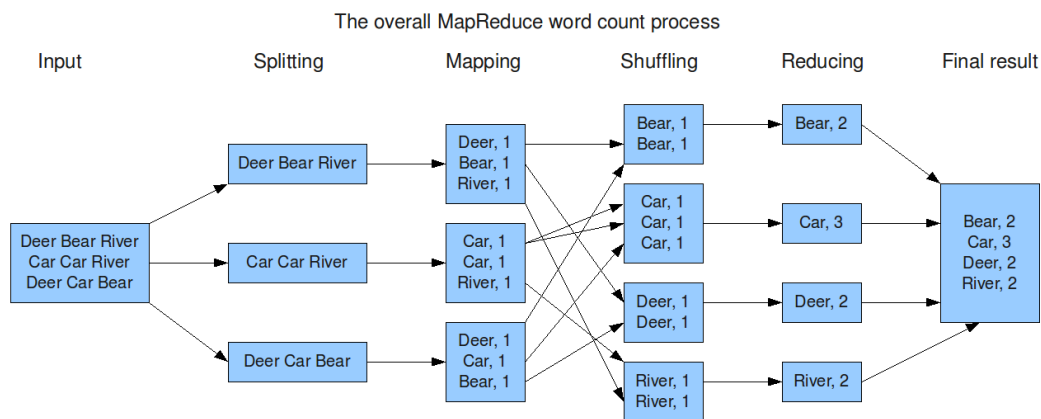 The overall MapReduce word count process
Input
Splitting
Mapping
Shuffling
Reducing
Final result
Deer Bear River
Car Car River
Deer Car Bear
Deer Bear River
Car Car River
Deer Car Bear
Deer, 1
Bear, 1
River, 1
Car, 1
Car, 1
River, 1
Deer, 1
Car, 1
Bear, 1
Bear, 1
Bear, 1
Car, 1
Car, 1
Car, 1
Deer, 1
Deer, 1
River, 1
River, 1
Bear, 2
Car, 3
Deer, 2
River, 2
Bear, 2
Car, 3
Deer, 2
River, 2